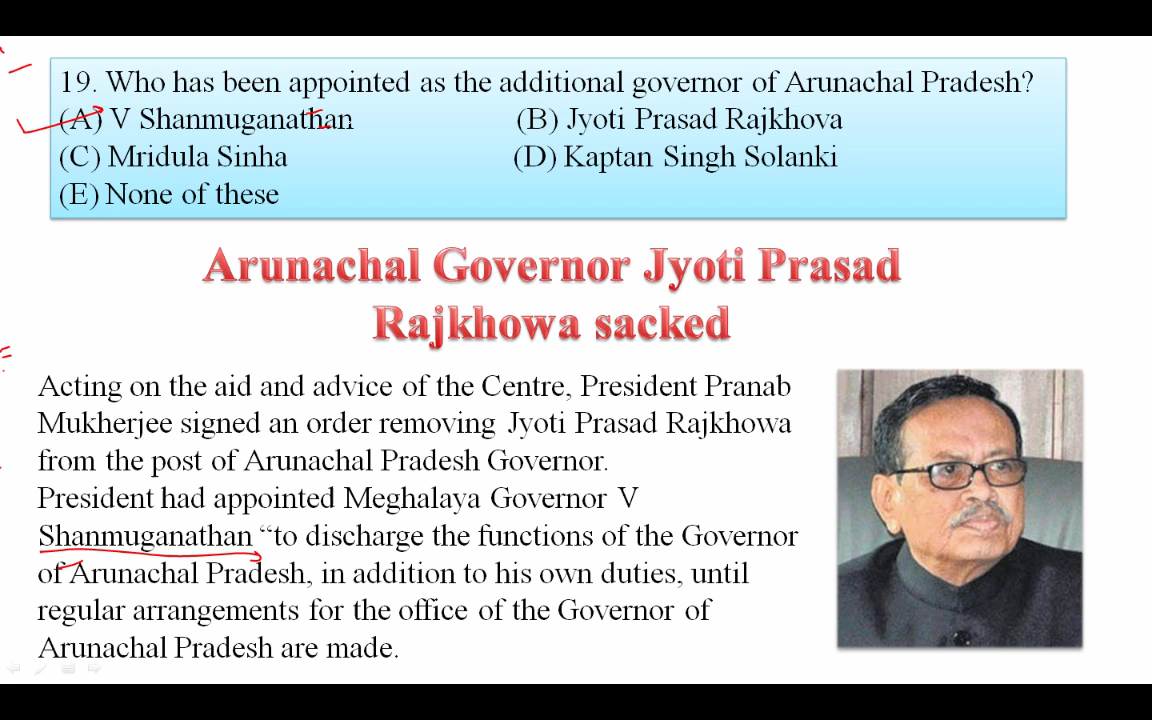 19. Who has been appointed as the additional governor of Arunachal Pradesh?
(A) V Shanmuganathan (B) Jyoti Prasad Rajkhova
(C) Mridula Sinha (D) Kaptan Singh Solanki
(E) None of these
Arunachal Governor Jyoti Prasad
Rajkhowa sacked
Acting on the aid and advice of the Centre, President Pranab
Mukherjee signed an order removing Jyoti Prasad Rajkhowa
from the post of Arunachal Pradesh Governor.
President had appointed Meghalaya Governor V
Shanmuganathan “to discharge the functions of the Governor
of Arunachal Pradesh, in addition to his own duties, until
regular arrangements for the office of the Governor of
Arunachal Pradesh are made.